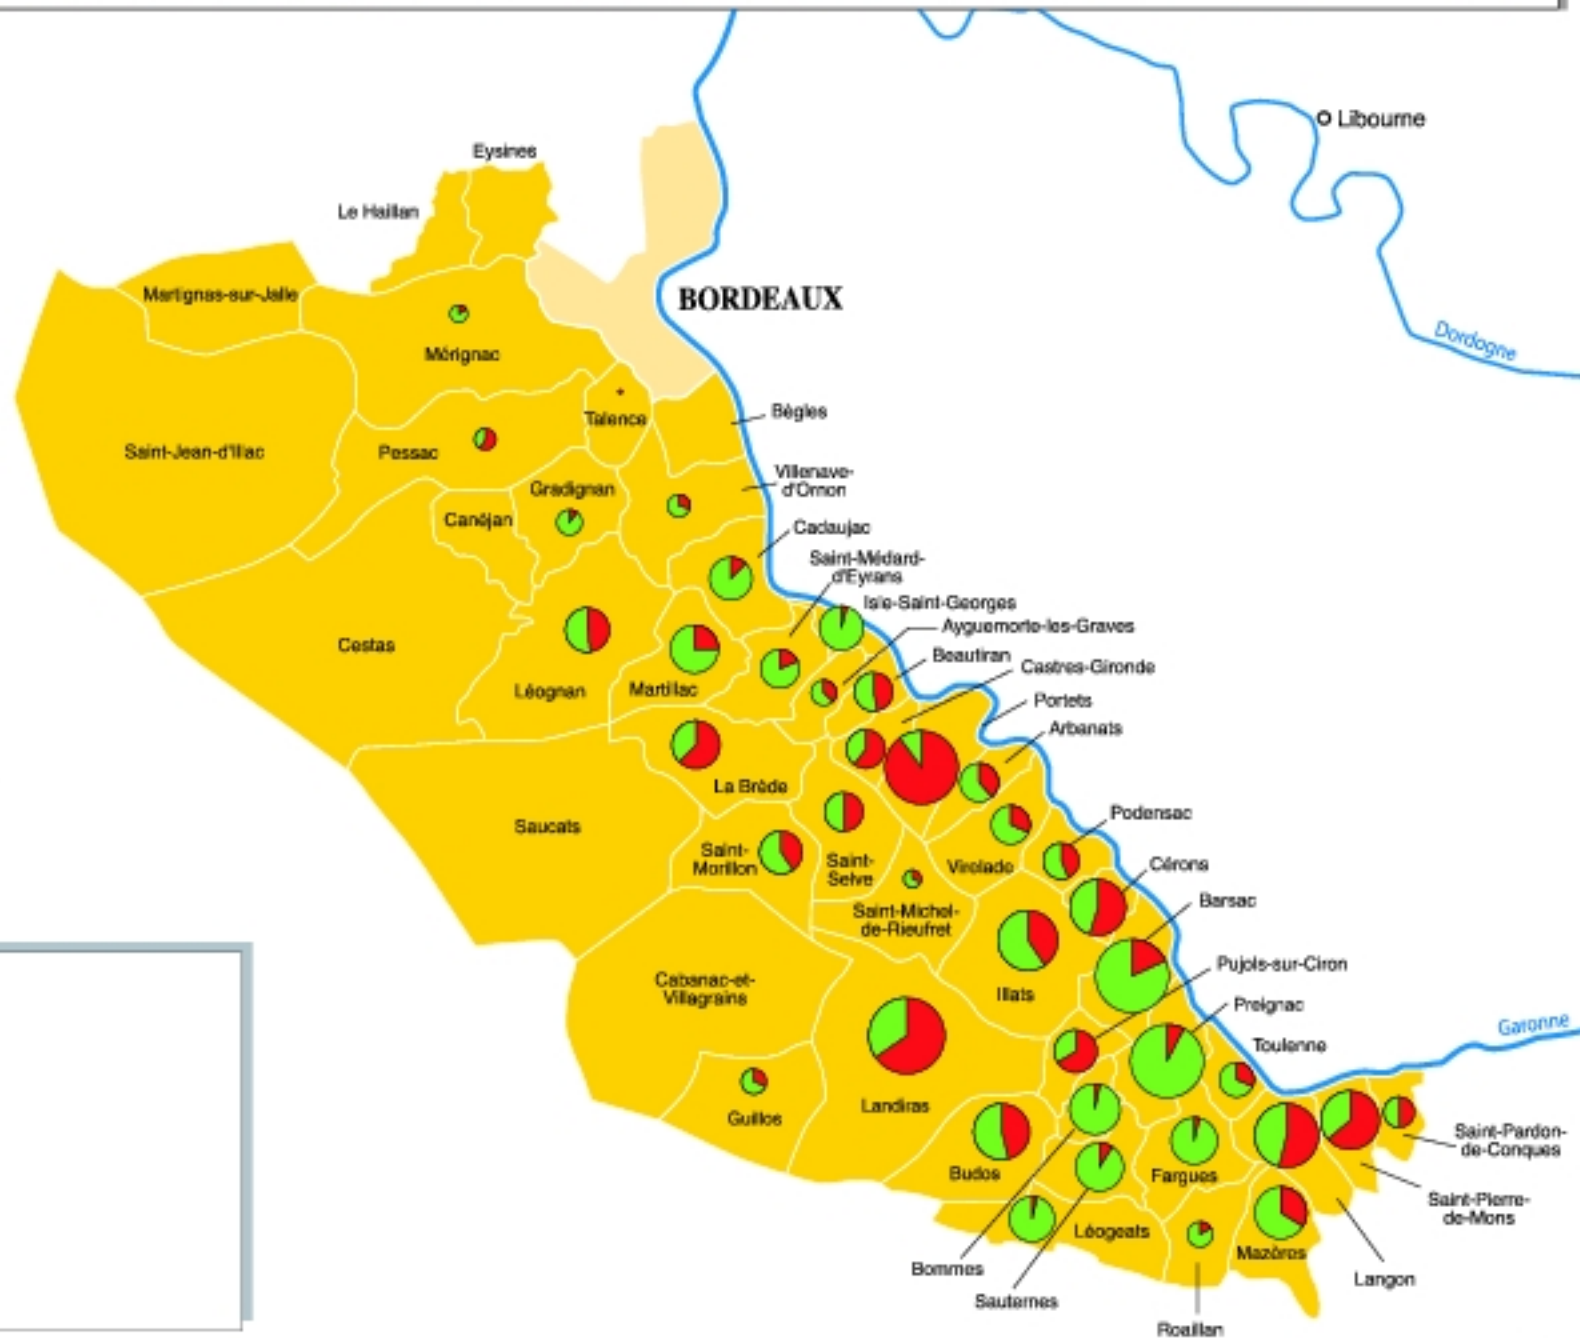 Libourne
Eysines
Le Haillan
Martignas-sur-Jalle
BORDEAUX
Dordogne
Mérignac
Bègles
Talence
Saint-Jean-d'Illac
Pessac
Villenave-
d'Ornon
Gradignan
Canéjan
Cadaujac
Saint-Médard-
d'Eyrans
Isle-Saint-Georges
Ayguemorte-les-Graves
Cestas
Beautiran
Castres-Gironde
Léognan
Martillac
Portets
Arbanats
La Brède
Podensac
Saucats
Saint-
Morillon
Saint-
Selve
Virelade
Cérons
Barsac
Saint-Michel-
de-Rieufret
Pujols-sur-Ciron
Cabanac-et-
Villagrains
Illats
Preignac
Garonne
Toulenne
Landiras
Guillos
Saint-Pardon-
de-Conques
Budos
Fargues
Saint-Pierre-
de-Mons
Léogeats
Mazères
Bommes
Langon
Sauternes
Roaillan